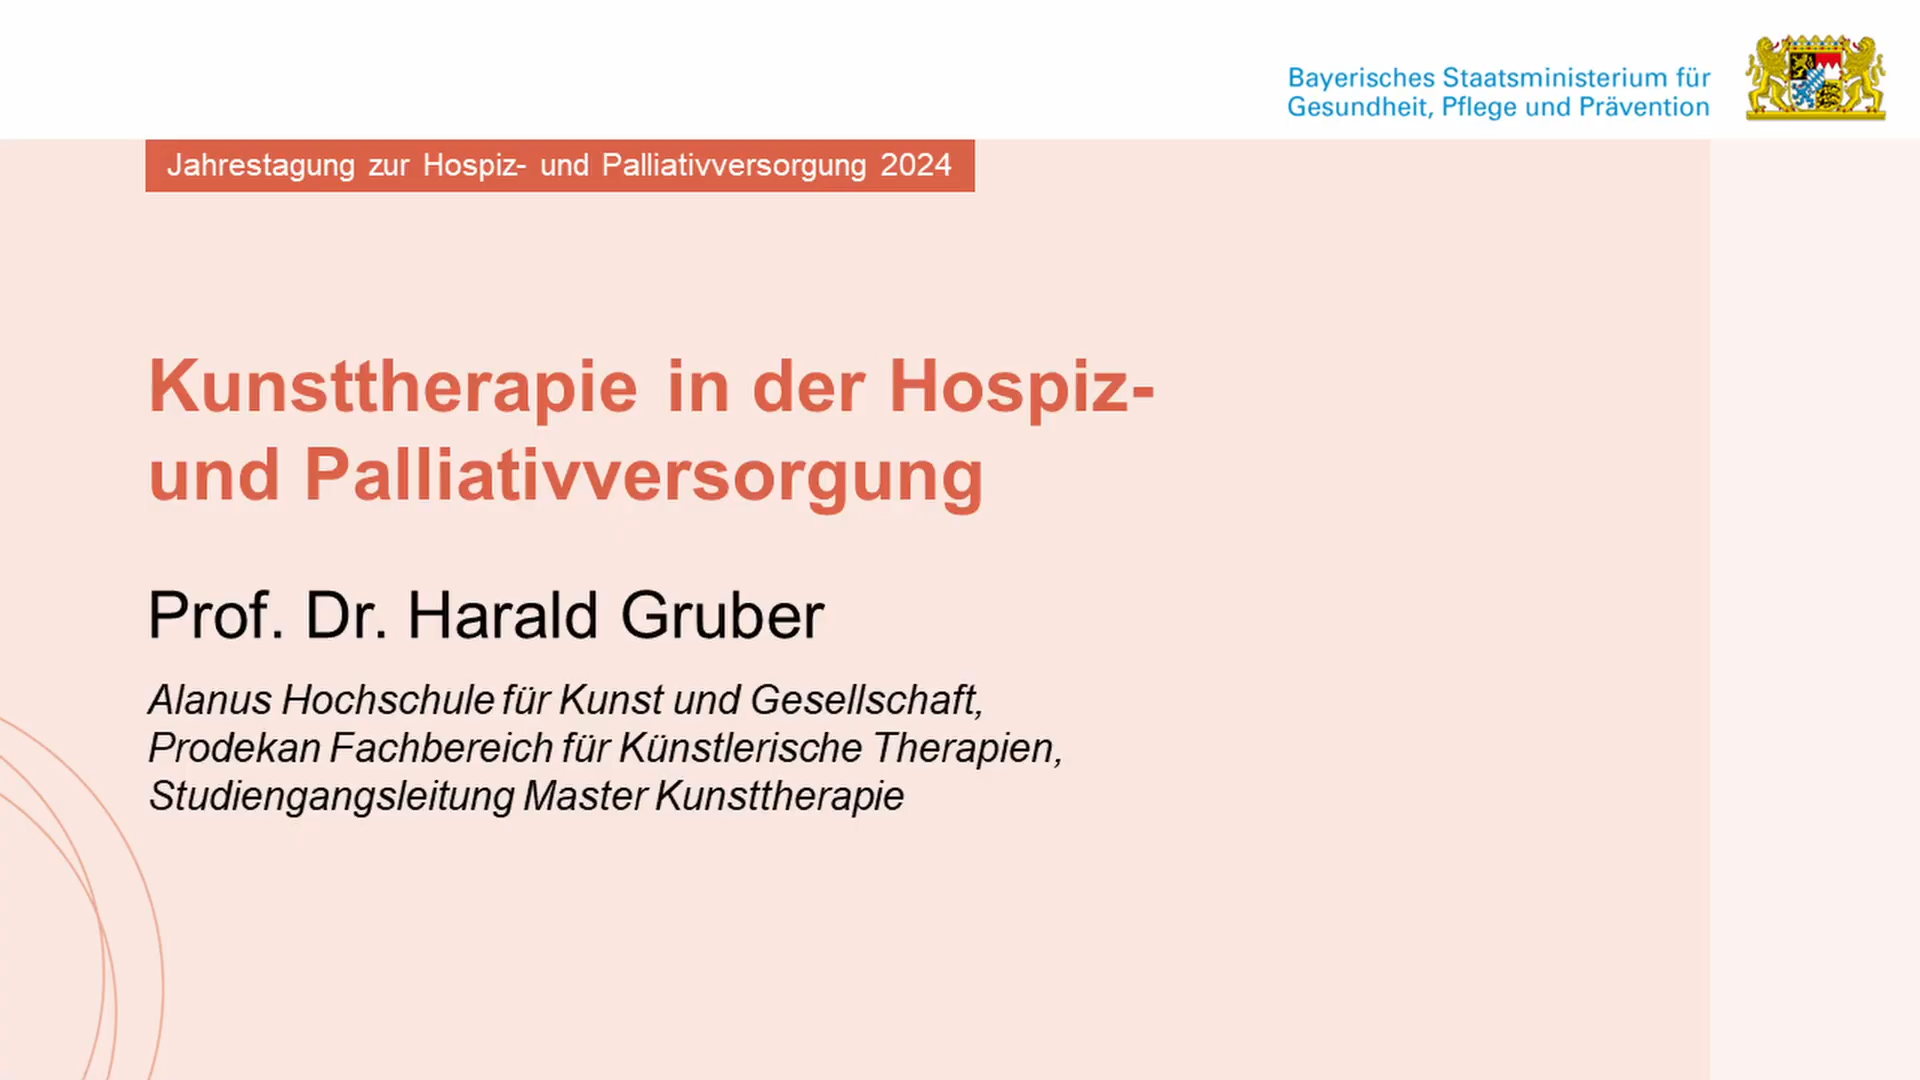 Bayerisches Staatsministerium für
Gesundheit, Pflege und Prävention
Jahrestagung zur Hospiz- und Palliativversorgung 2024
Kunsttherapie in der Hospiz-
und Palliativversorgung
Prof. Dr. Harald Gruber
Alanus Hochschule für Kunst und Gesellschaft,
Prodekan Fachbereich für Künstlerische Therapien,
Studiengangsleitung Master Kunsttherapie